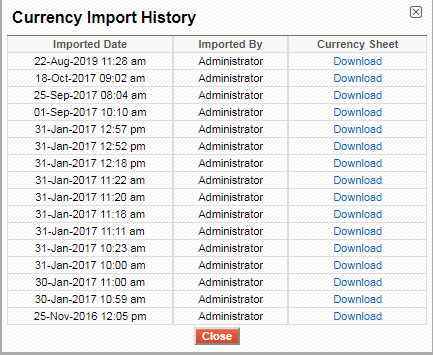 Currency Import History
Imported Date Imported By Currency Sheet
22-Aug-2019 11:28 am Administrator Download
18-Oct-2017 09:02 am Administrator Download
25-Sep-2017 08:04 am Administrator Download
01-Sep-2017 10:10 am Administrator Download
31-Jan-2017 12:57 pm Administrator Download
31-Jan-2017 12:52 pm Administrator Download
31-Jan-2017 12:18 pm Administrator Download
31-Jan-2017 11:22 am Administrator Download
31-Jan-2017 11:20 am Administrator Download
31-Jan-2017 11:18 am Administrator Download
31-Jan-2017 11:11 am Administrator Download
31-Jan-2017 10:23 am Administrator Download
31-Jan-2017 10:00 am Administrator Download
30-Jan-2017 11:00 am Administrator Download
30-Jan-2017 10:59 am Administrator Download
25-Nov-2016 12:05 pm Administrator Download
Close